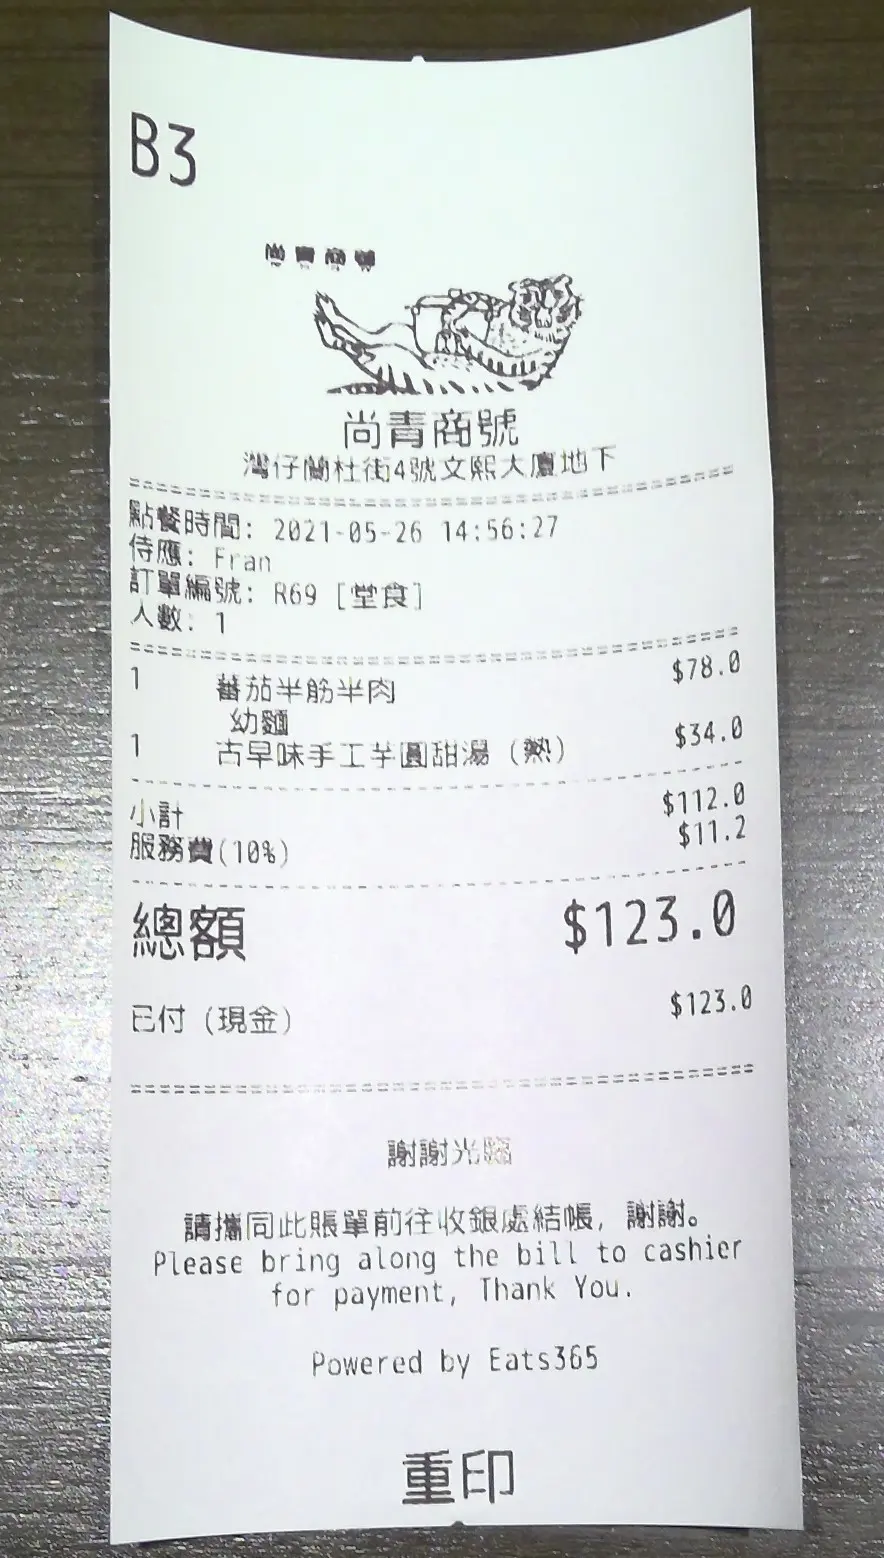 B3
尚青商號
尚青商號
灣仔蘭杜街4號文熙大廈地下
點餐時間: 2021-05-26 14:56:27
侍應: Fran
訂單編號: R69 [堂食]
人數: 1
1 蕃茄半筋半肉 $78.0
幼麵
1 古早味手工芋圓甜湯 (熱) $34.0
小計 $112.0
服務費(10%) $11.2
總額 $123.0
已付 (現金) $123.0
謝謝光臨
請攜同此賬單前往收銀處結帳, 謝謝。
Please bring along the bill to cashier
for payment, Thank You.
Powered by Eats365
重印